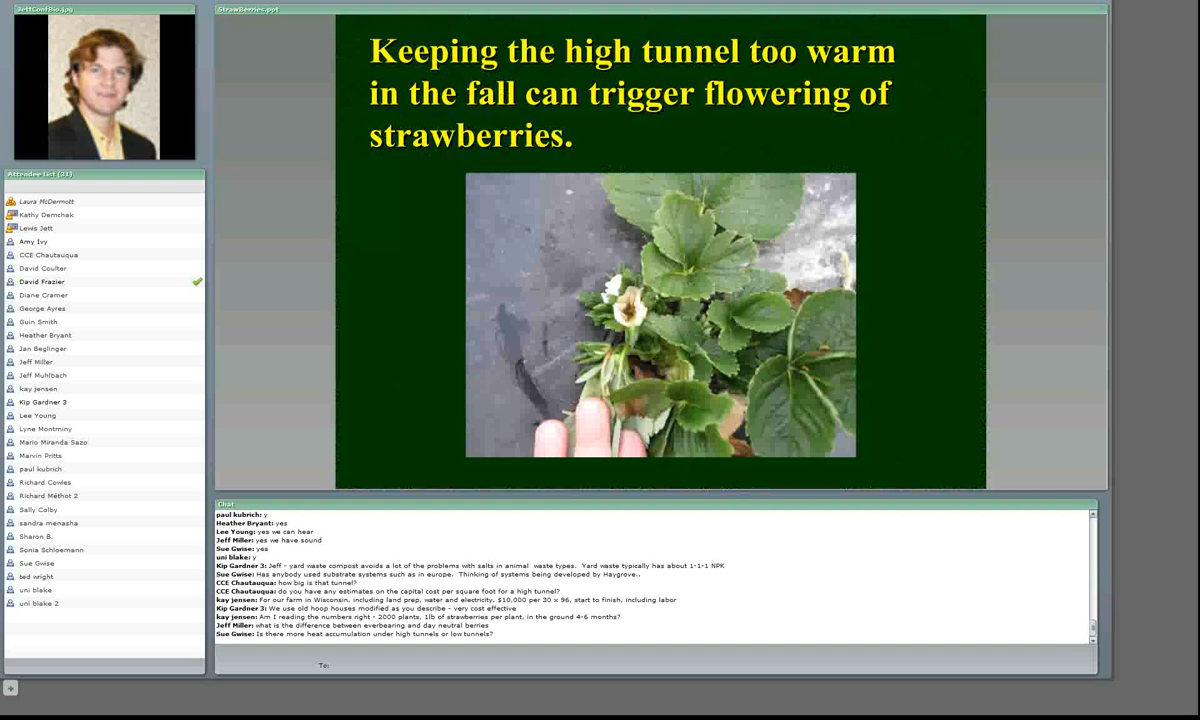 JettConfBio.jpg
Attendee List (31)
Laura McDermott
Kathy Demchak
Lewis Jett
Amy Ivy
CCE Chautauqua
David Coulter
David Frazier
Diane Cramer
George Ayres
Guin Smith
Heather Bryant
Jan Beglinger
Jeff Miller
Jeff Muhlbach
kay jensen
Kip Gardner 3
Lee Young
Lyne Montminy
Mario Miranda Sazo
Marvin Pritts
paul kubrich
Richard Cowles
Richard Méthot 2
Sally Colby
sandra menasha
Sharon B.
Sonia Schloemann
Sue Gwise
ted wright
uni blake
uni blake 2
StrawBerries.ppt
Keeping the high tunnel too warm
in the fall can trigger flowering of
strawberries.
Chat
paul kubrich: y
Heather Bryant: yes
Lee Young: yes we can hear
Jeff Miller: yes we have sound
Sue Gwise: yes
uni blake: y
Kip Gardner 3: Jeff - yard waste compost avoids a lot of the problems with salts in animal waste types. Yard waste typically has about 1-1-1 NPK
Sue Gwise: Has anybody used substrate systems such as in europe. Thinking of systems being developed by Haygrove..
CCE Chautauqua: how big is that tunnel?
CCE Chautauqua: do you have any estimates on the capital cost per square foot for a high tunnel?
kay jensen: For our farm in Wisconsin, including land prep, water and electricity, $10,000 per 30 x 96, start to finish, including labor
Kip Gardner 3: We use old hoop houses modified as you describe - very cost effective
kay jensen: Am I reading the numbers right - 2000 plants, 1lb of strawberries per plant, in the ground 4-6 months?
Jeff Miller: what is the difference between everbearing and day neutral berries
Sue Gwise: Is there more heat accumulation under high tunnels or low tunnels?
To: